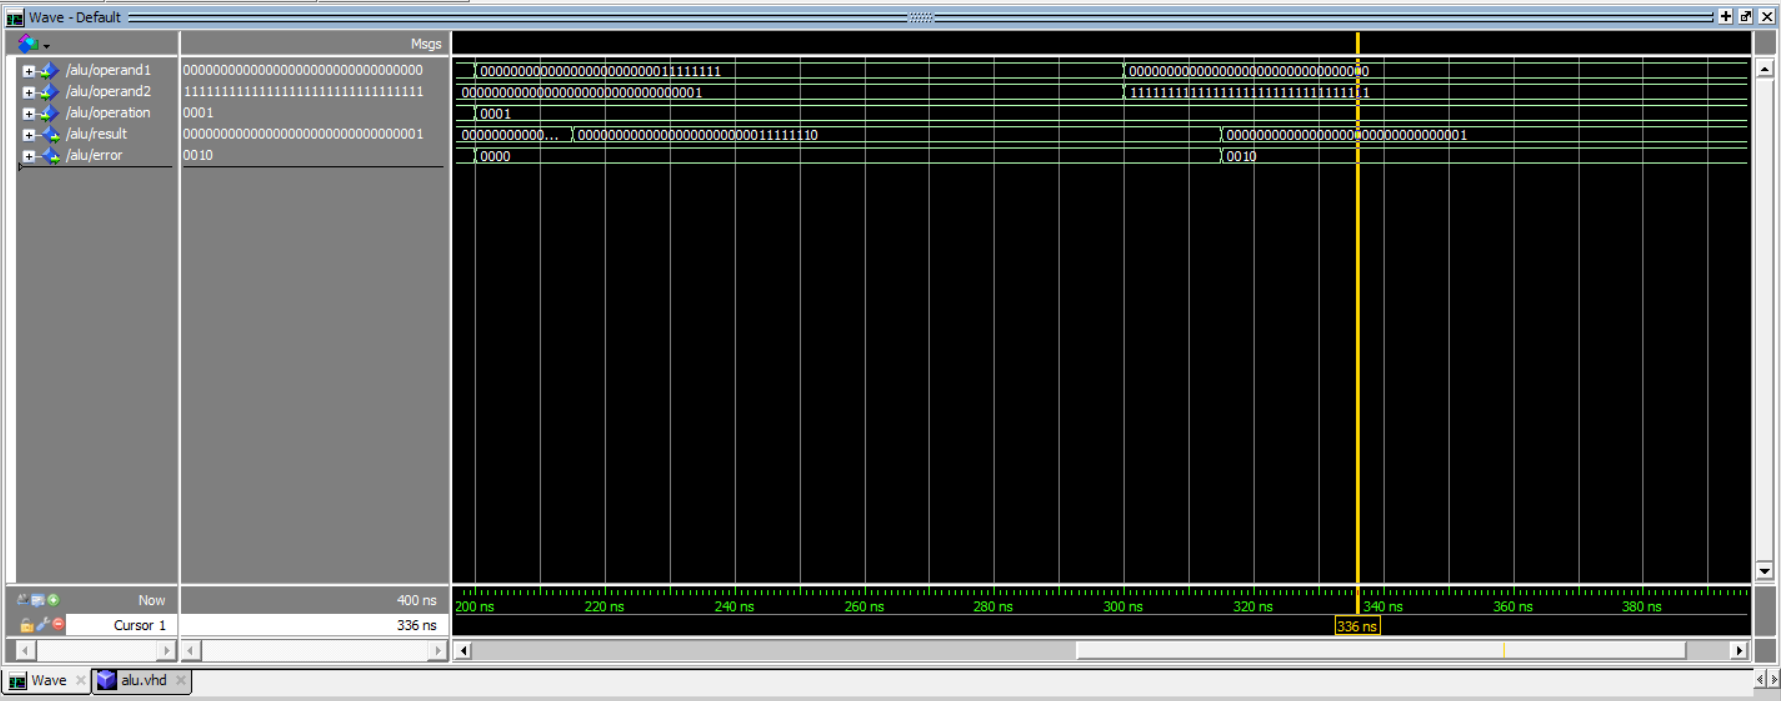 Wave - Default
Msgs
/alu/operand1 00000000000000000000000000000000 00000000000000000000000011111111 00000000000000000000000000000000
/alu/operand2 11111111111111111111111111111111 00000000000000000000000000000001 11111111111111111111111111111111
/alu/operation 0001 0001
/alu/result 00000000000000000000000000000001 00000000000... 00000000000000000000000011111110 00000000000000000000000000000001
/alu/error 0010 0000 0010
Now 400 ns 200 ns 220 ns 240 ns 260 ns 280 ns 300 ns 320 ns 340 ns 360 ns 380 ns
Cursor 1 336 ns 336 ns
Wave alu.vhd